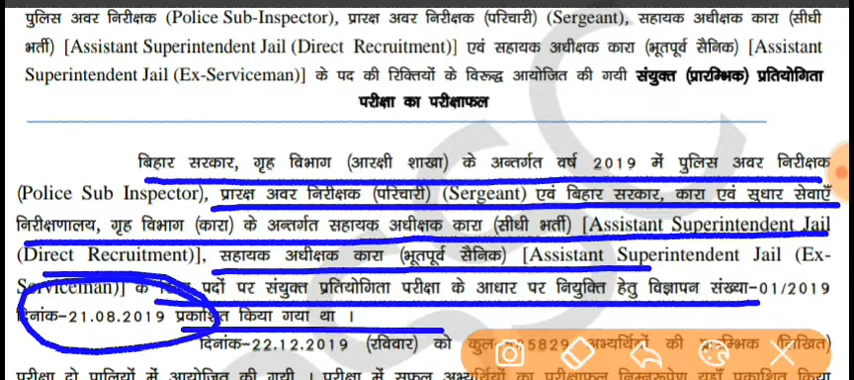 पुलिस अवर निरीक्षक (Police Sub-Inspector), प्रारक्ष अवर निरीक्षक (परिचारी) (Sergeant), सहायक अधीक्षक कारा (सीधी
भर्ती) [Assistant Superintendent Jail (Direct Recruitment)] एवं सहायक अधीक्षक कारा (भूतपूर्व सैनिक) [Assistant
Superintendent Jail (Ex-Serviceman)] के पद की रिक्तियों के विरूद्ध आयोजित की गयी संयुक्त (प्रारम्भिक) प्रतियोगिता
परीक्षा का परीक्षाफल
बिहार सरकार, गृह विभाग (आरक्षी शाखा) के अन्तर्गत वर्ष 2019 में पुलिस अवर निरीक्षक
(Police Sub Inspector), प्रारक्ष अवर निरीक्षक (परिचारी) (Sergeant) एवं बिहार सरकार, कारा एवं सुधार सेवाएँ
निरीक्षणालय, गृह विभाग (कारा) के अन्तर्गत सहायक अधीक्षक कारा (सीधी भर्ती) [Assistant Superintendent Jail
(Direct Recruitment)], सहायक अधीक्षक कारा (भूतपूर्व सैनिक) [Assistant Superintendent Jail (Ex-
Serviceman)] के पदों पर संयुक्त प्रतियोगिता परीक्षा के आधार पर नियुक्ति हेतु विज्ञापन संख्या-01/2019
दिनांक-21.08.2019 प्रकाशित किया गया था ।
दिनांक-22.12.2019 (रविवार) को कुल 5829 अभ्यर्थियों की प्रारम्भिक (लिखित)
परीक्षा दो पालियों में आयोजित की गयी । परीक्षा में सफल अभ्यर्थियों का परीक्षाफल निम्नरूपेण यहाँ प्रकाशित किया